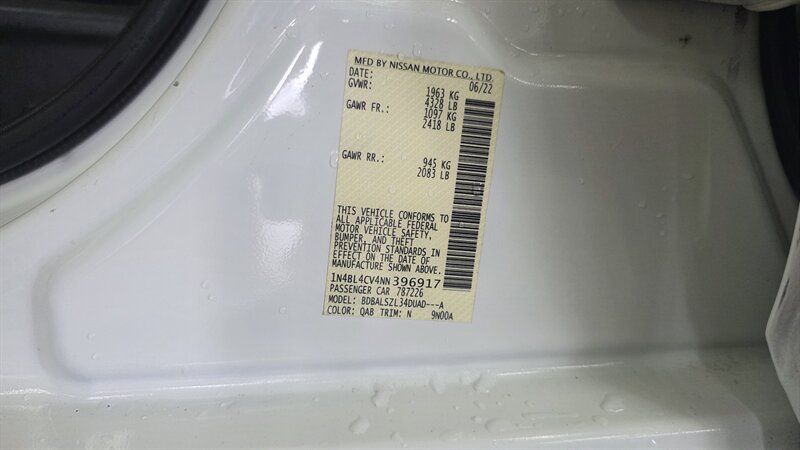 MFD BY NISSAN MOTOR CO., LTD.
DATE: 06/22
GVWR: 1963 KG
4328 LB
GAWR FR.: 1097 KG
2418 LB
GAWR RR.: 945 KG
2083 LB
THIS VEHICLE CONFORMS TO
ALL APPLICABLE FEDERAL
MOTOR VEHICLE SAFETY,
BUMPER, AND THEFT
PREVENTION STANDARDS IN
EFFECT ON THE DATE OF
MANUFACTURE SHOWN ABOVE.
1N4BL4CV4NN396917
PASSENGER CAR 787226
MODEL: BDBALSZL34DUAD---A
COLOR: QAB TRIM: N 9N00A